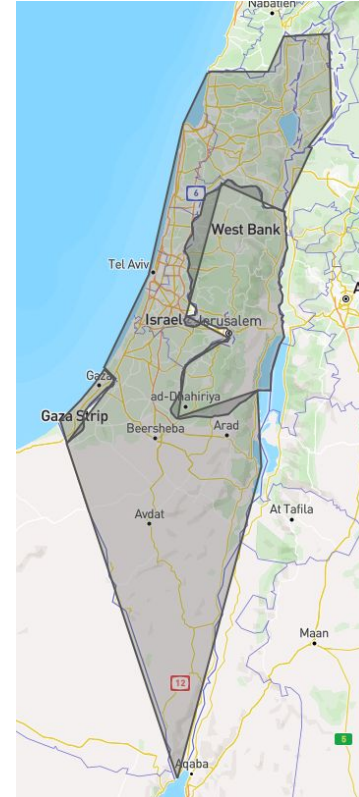 Nabatieh
6
West Bank
Tel Aviv
A
Israel
Jerusalem
Gaza
ad-Dhahiriya
Gaza Strip
Beersheba
Arad
Avdat
At Tafila
Maan
12
5
Aqaba